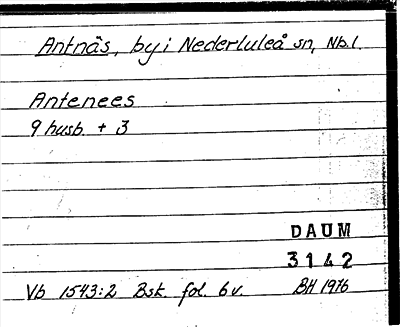 Antnäs, by i Nederluleå sn, Nb.l.
Antenees
9 husb. + 3
DAUM
3142
Vb 1543:2 Bsk. fol. 6v. BH 1976